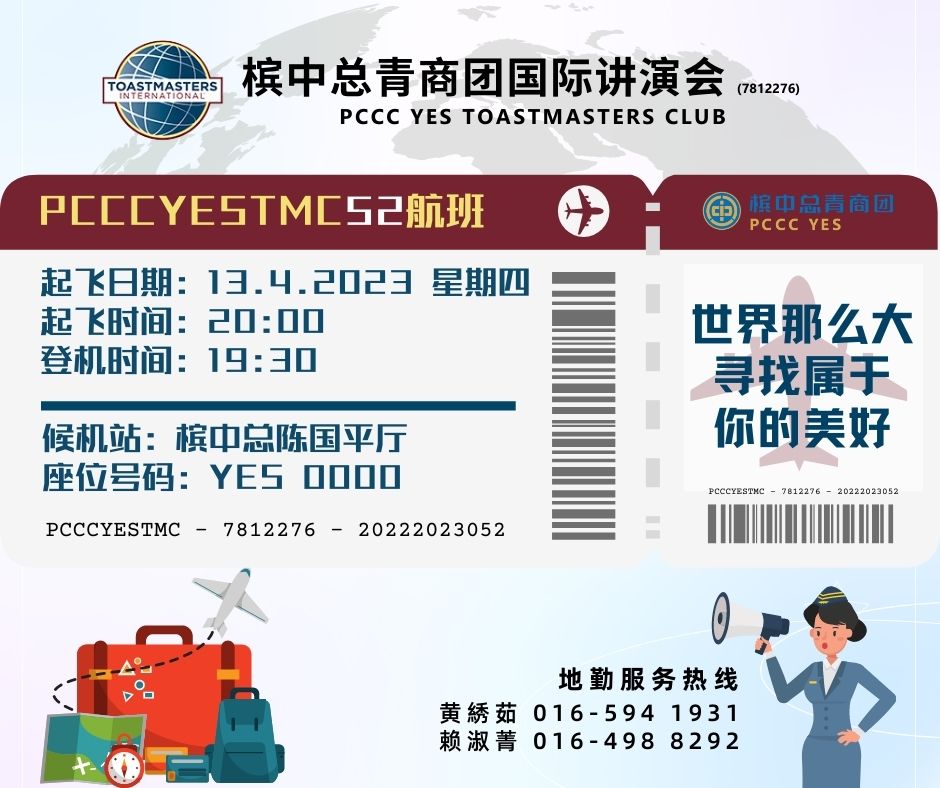 TOASTMASTERS
INTERNATIONAL
槟中总青商团国际讲演会 (7812276)
PCCC YES TOASTMASTERS CLUB
PCCCYESTMC52航班
槟中总青商团
PCCC YES
起飞日期：13.4.2023 星期四
起飞时间：20:00
登机时间：19:30
候机站：槟中总陈国平厅
座位号码：YES 0000
PCCCYESTMC - 7812276 - 20222023052
世界那么大
寻找属于
你的美好
PCCCYESTMC - 7812276 - 20222023052
地勤服务热线
黄綉茹 016-594 1931
赖淑菁 016-498 8292